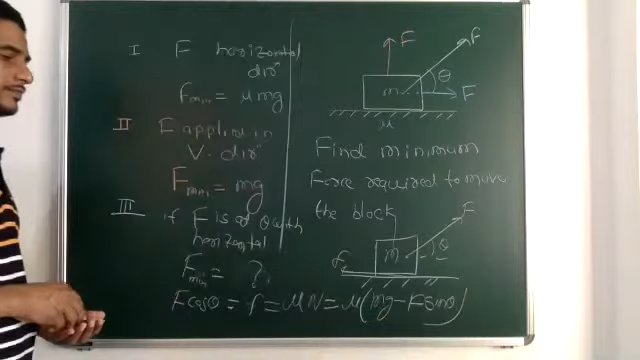 I F horizontal
dirⁿ
Fmin = μmg
II F applied in
V. dirⁿ
Fmin = mg
III if F is at θ with
horizontal
Fmin = ?
F cosθ = f = μN = μ(mg - Fsinθ)
F
F
θ
m
F
μ
Find minimum
Force required to move
the block
F
θ
m
f